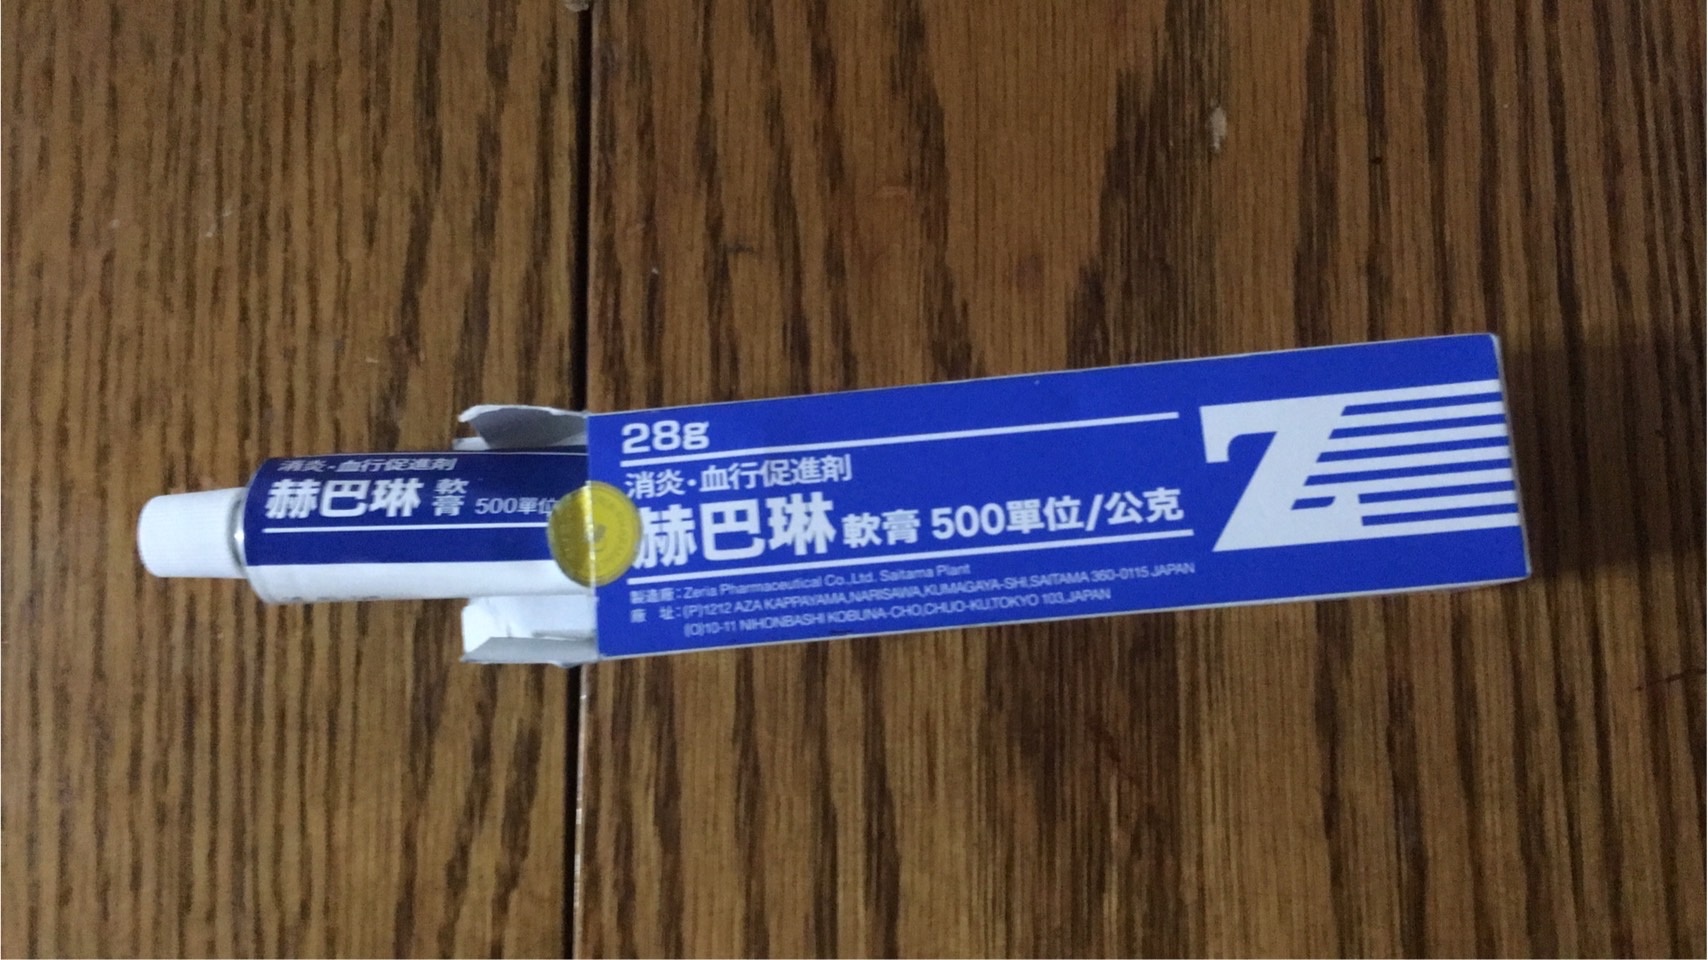 消炎·血行促進劑
赫巴琳 軟膏 500單位
28g
消炎·血行促進劑
赫巴琳 軟膏 500單位/公克
製造廠：Zeria Pharmaceutical Co.,Ltd. Saitama Plant
廠 址：(P)1212 AZA KAPPAYAMA,NARISAWA,KUMAGAYA-SHI,SAITAMA 360-0115 JAPAN
(O)10-11 NIHONBASHI KOBUNA-CHO,CHUO-KU,TOKYO 103,JAPAN
Z